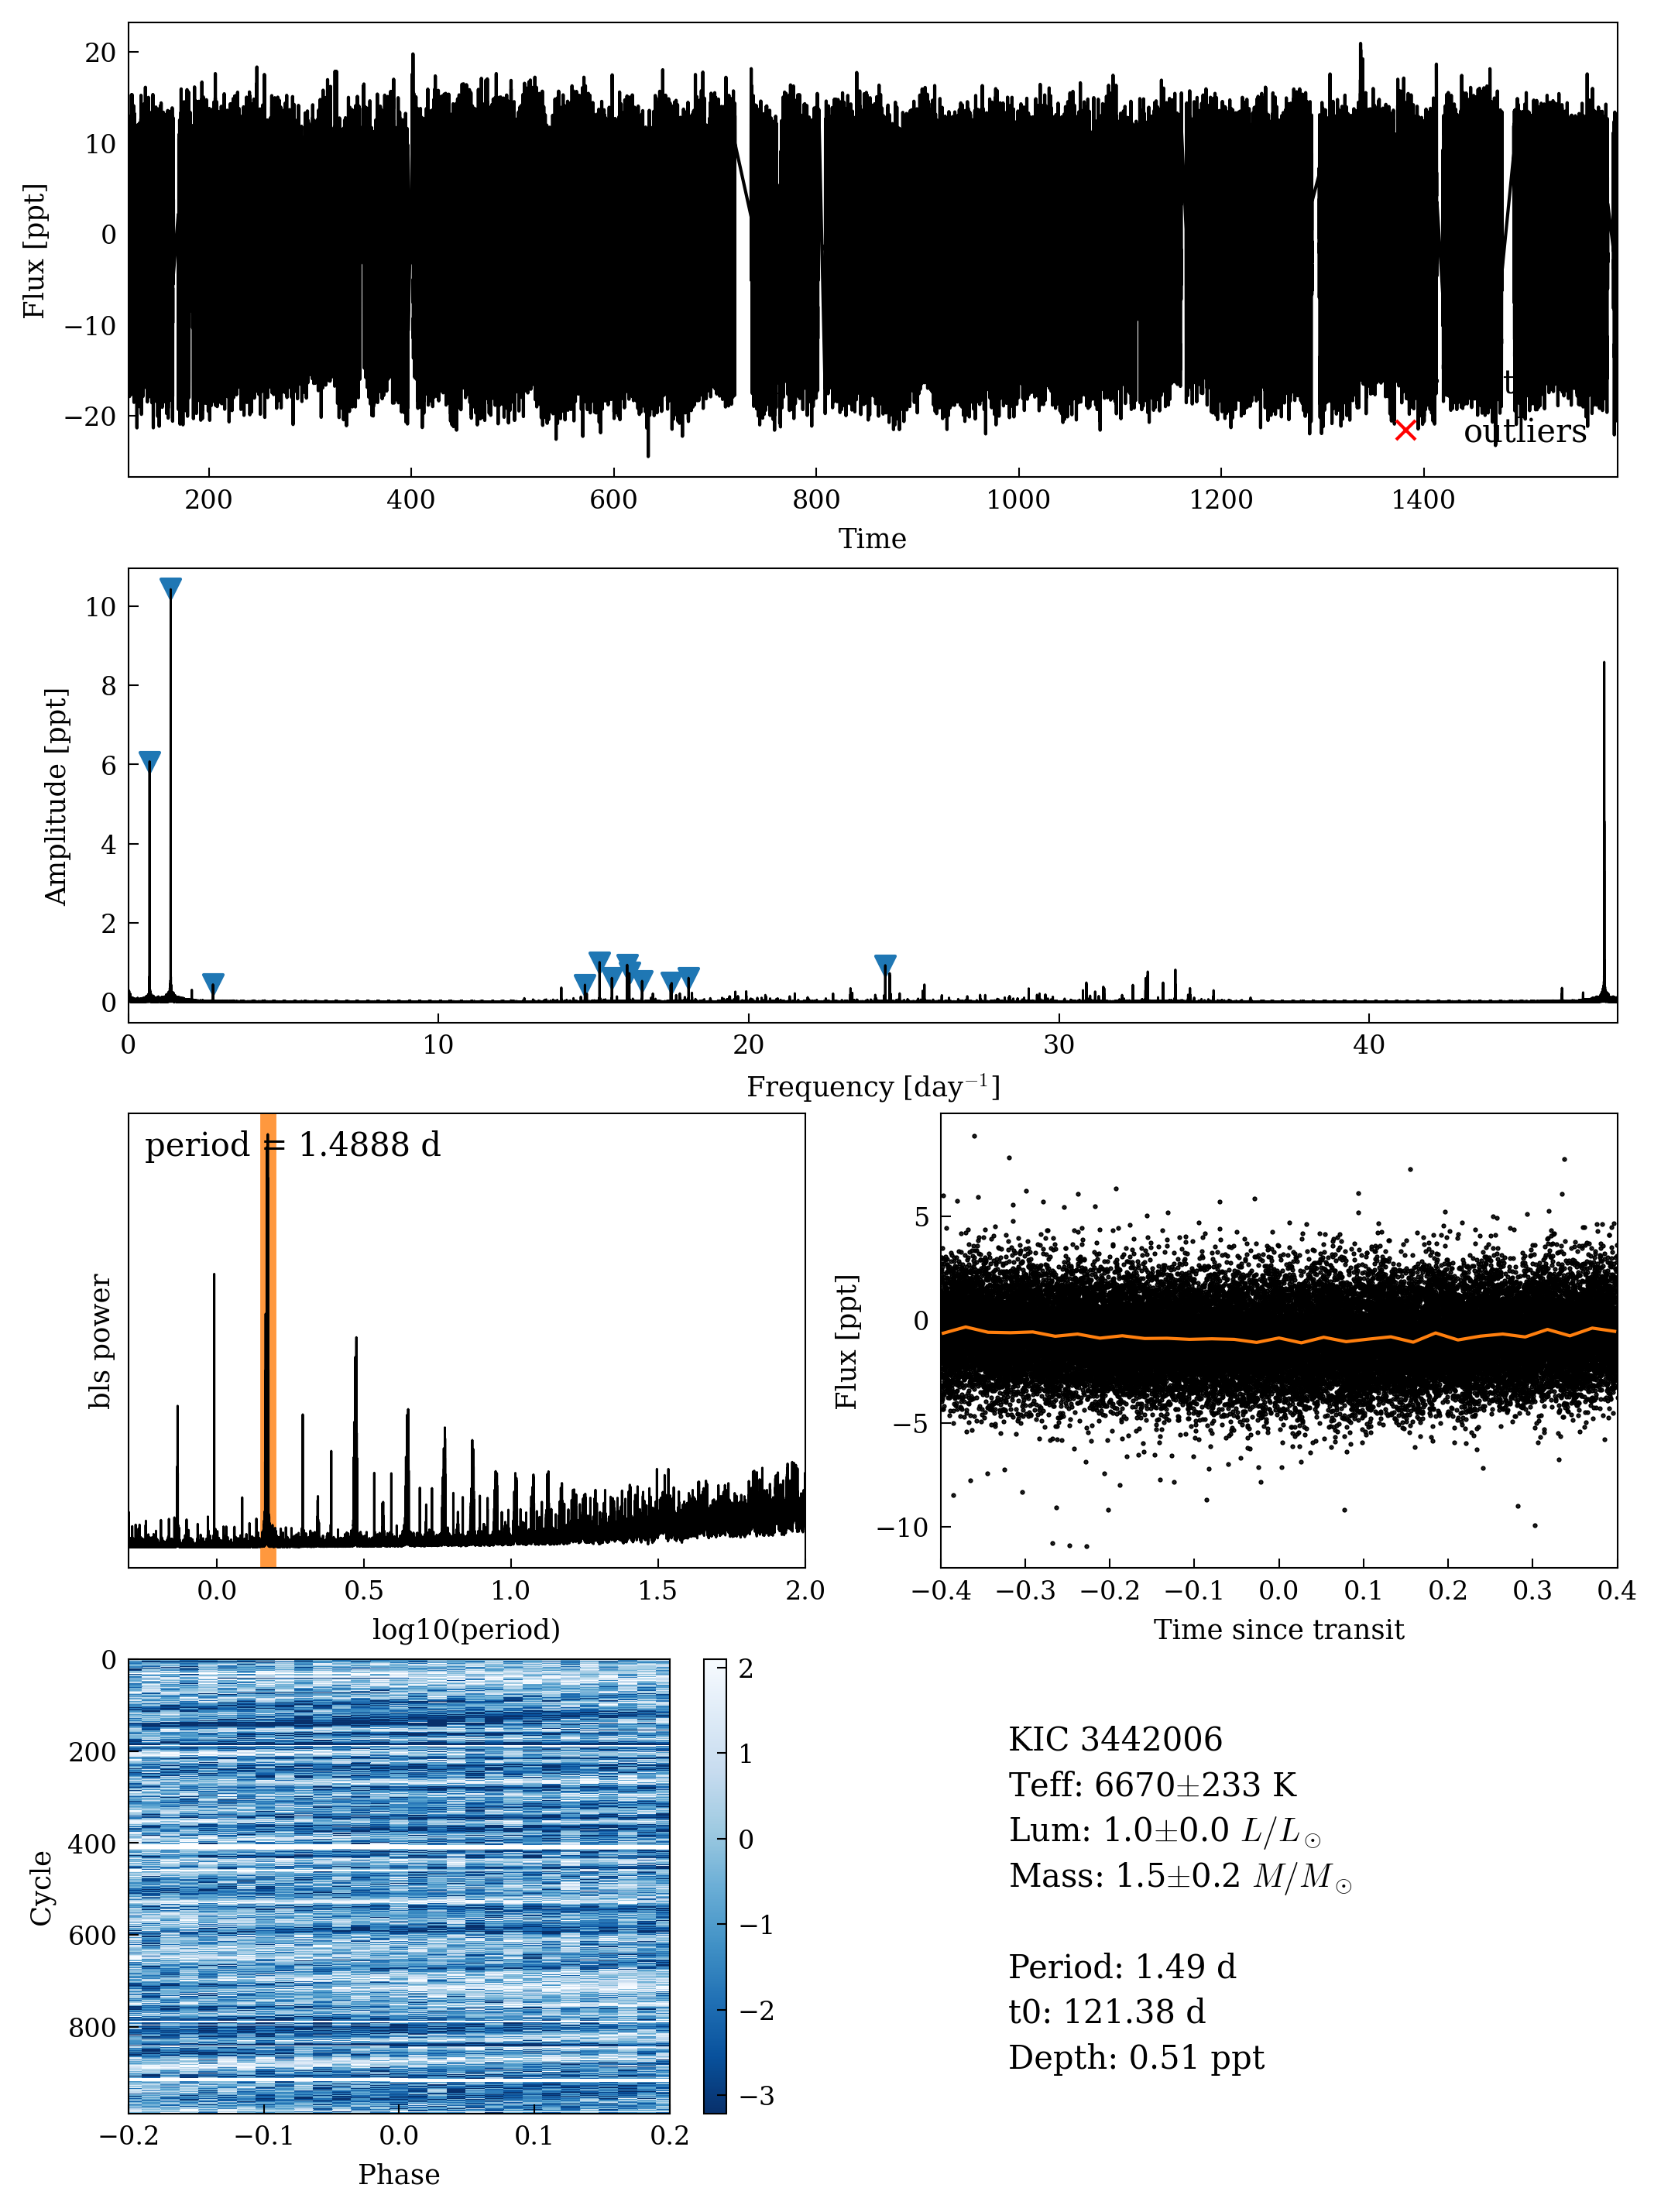 20
10
0
−10
−20
Flux [ppt]
t
outliers
200 400 600 800 1000 1200 1400
Time
10
8
6
4
2
0
Amplitude [ppt]
0 10 20 30 40
Frequency [day⁻¹]
period = 1.4888 d
bls power
0.0 0.5 1.0 1.5 2.0
log10(period)
5
0
−5
−10
Flux [ppt]
−0.4 −0.3 −0.2 −0.1 0.0 0.1 0.2 0.3 0.4
Time since transit
0
200
400
600
800
Cycle
−0.2 −0.1 0.0 0.1 0.2
Phase
2
1
0
−1
−2
−3
KIC 3442006
Teff: 6670±233 K
Lum: 1.0±0.0 L/L⊙
Mass: 1.5±0.2 M/M⊙
Period: 1.49 d
t0: 121.38 d
Depth: 0.51 ppt